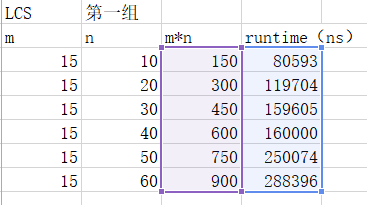 LCS 第一组
m n m*n runtime（ns）
15 10 150 80593
15 20 300 119704
15 30 450 159605
15 40 600 160000
15 50 750 250074
15 60 900 288396